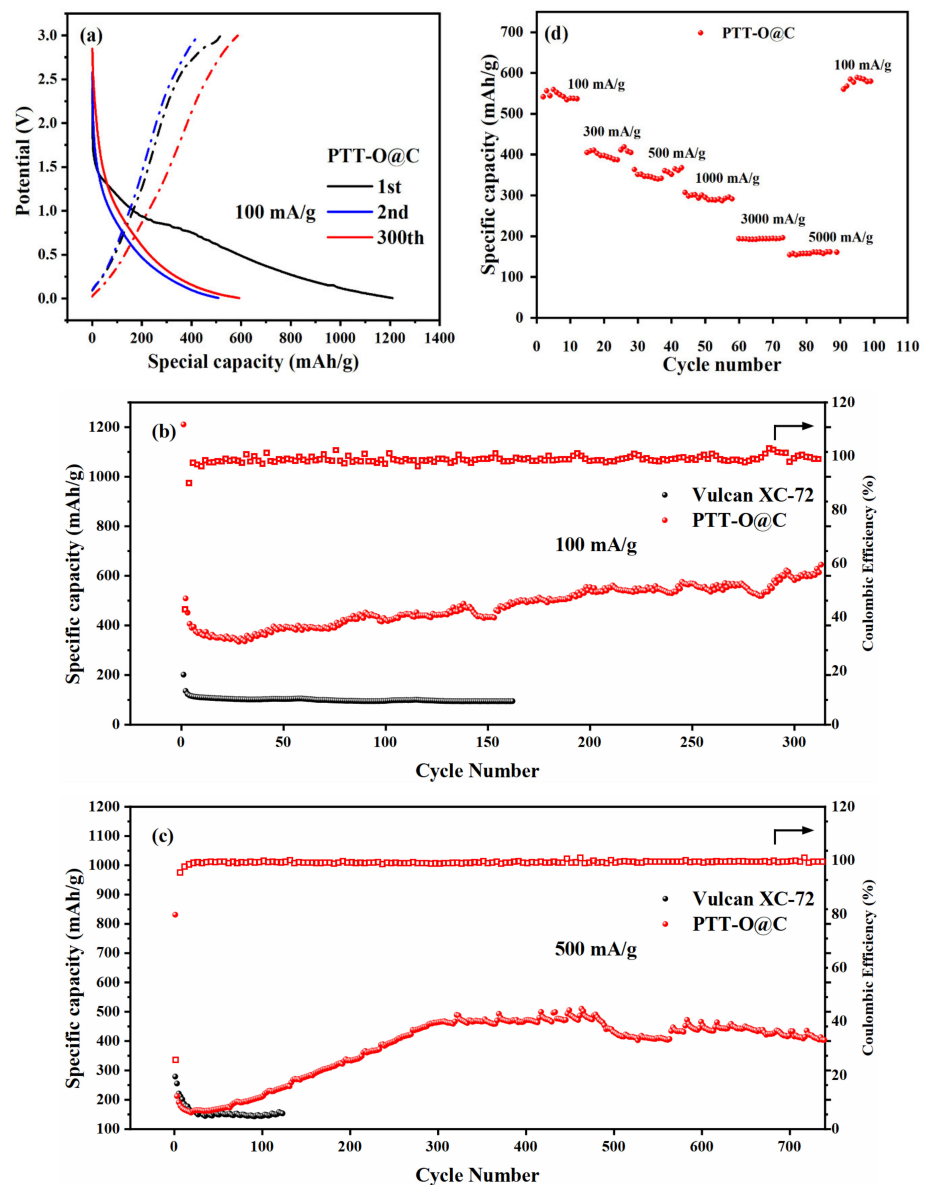 (a)
3.0
2.5
2.0
1.5
1.0
0.5
0.0
Potential (V)
PTT-O@C
1st
100 mA/g
2nd
300th
0 200 400 600 800 1000 1200 1400
Special capacity (mAh/g)
(d)
PTT-O@C
700
600
500
400
300
200
100
0
Specific capacity (mAh/g)
100 mA/g
300 mA/g
500 mA/g
1000 mA/g
3000 mA/g
5000 mA/g
100 mA/g
0 10 20 30 40 50 60 70 80 90 100 110
Cycle number
(b)
1200
1000
800
600
400
200
0
Specific capacity (mAh/g)
Vulcan XC-72
PTT-O@C
100 mA/g
120
100
80
60
40
20
0
Coulombic Efficiency (%)
0 50 100 150 200 250 300
Cycle Number
(c)
1200
1100
1000
900
800
700
600
500
400
300
200
100
Specific capacity (mAh/g)
Vulcan XC-72
PTT-O@C
500 mA/g
120
100
80
60
40
20
0
Coulombic Efficiency (%)
0 100 200 300 400 500 600 700
Cycle Number